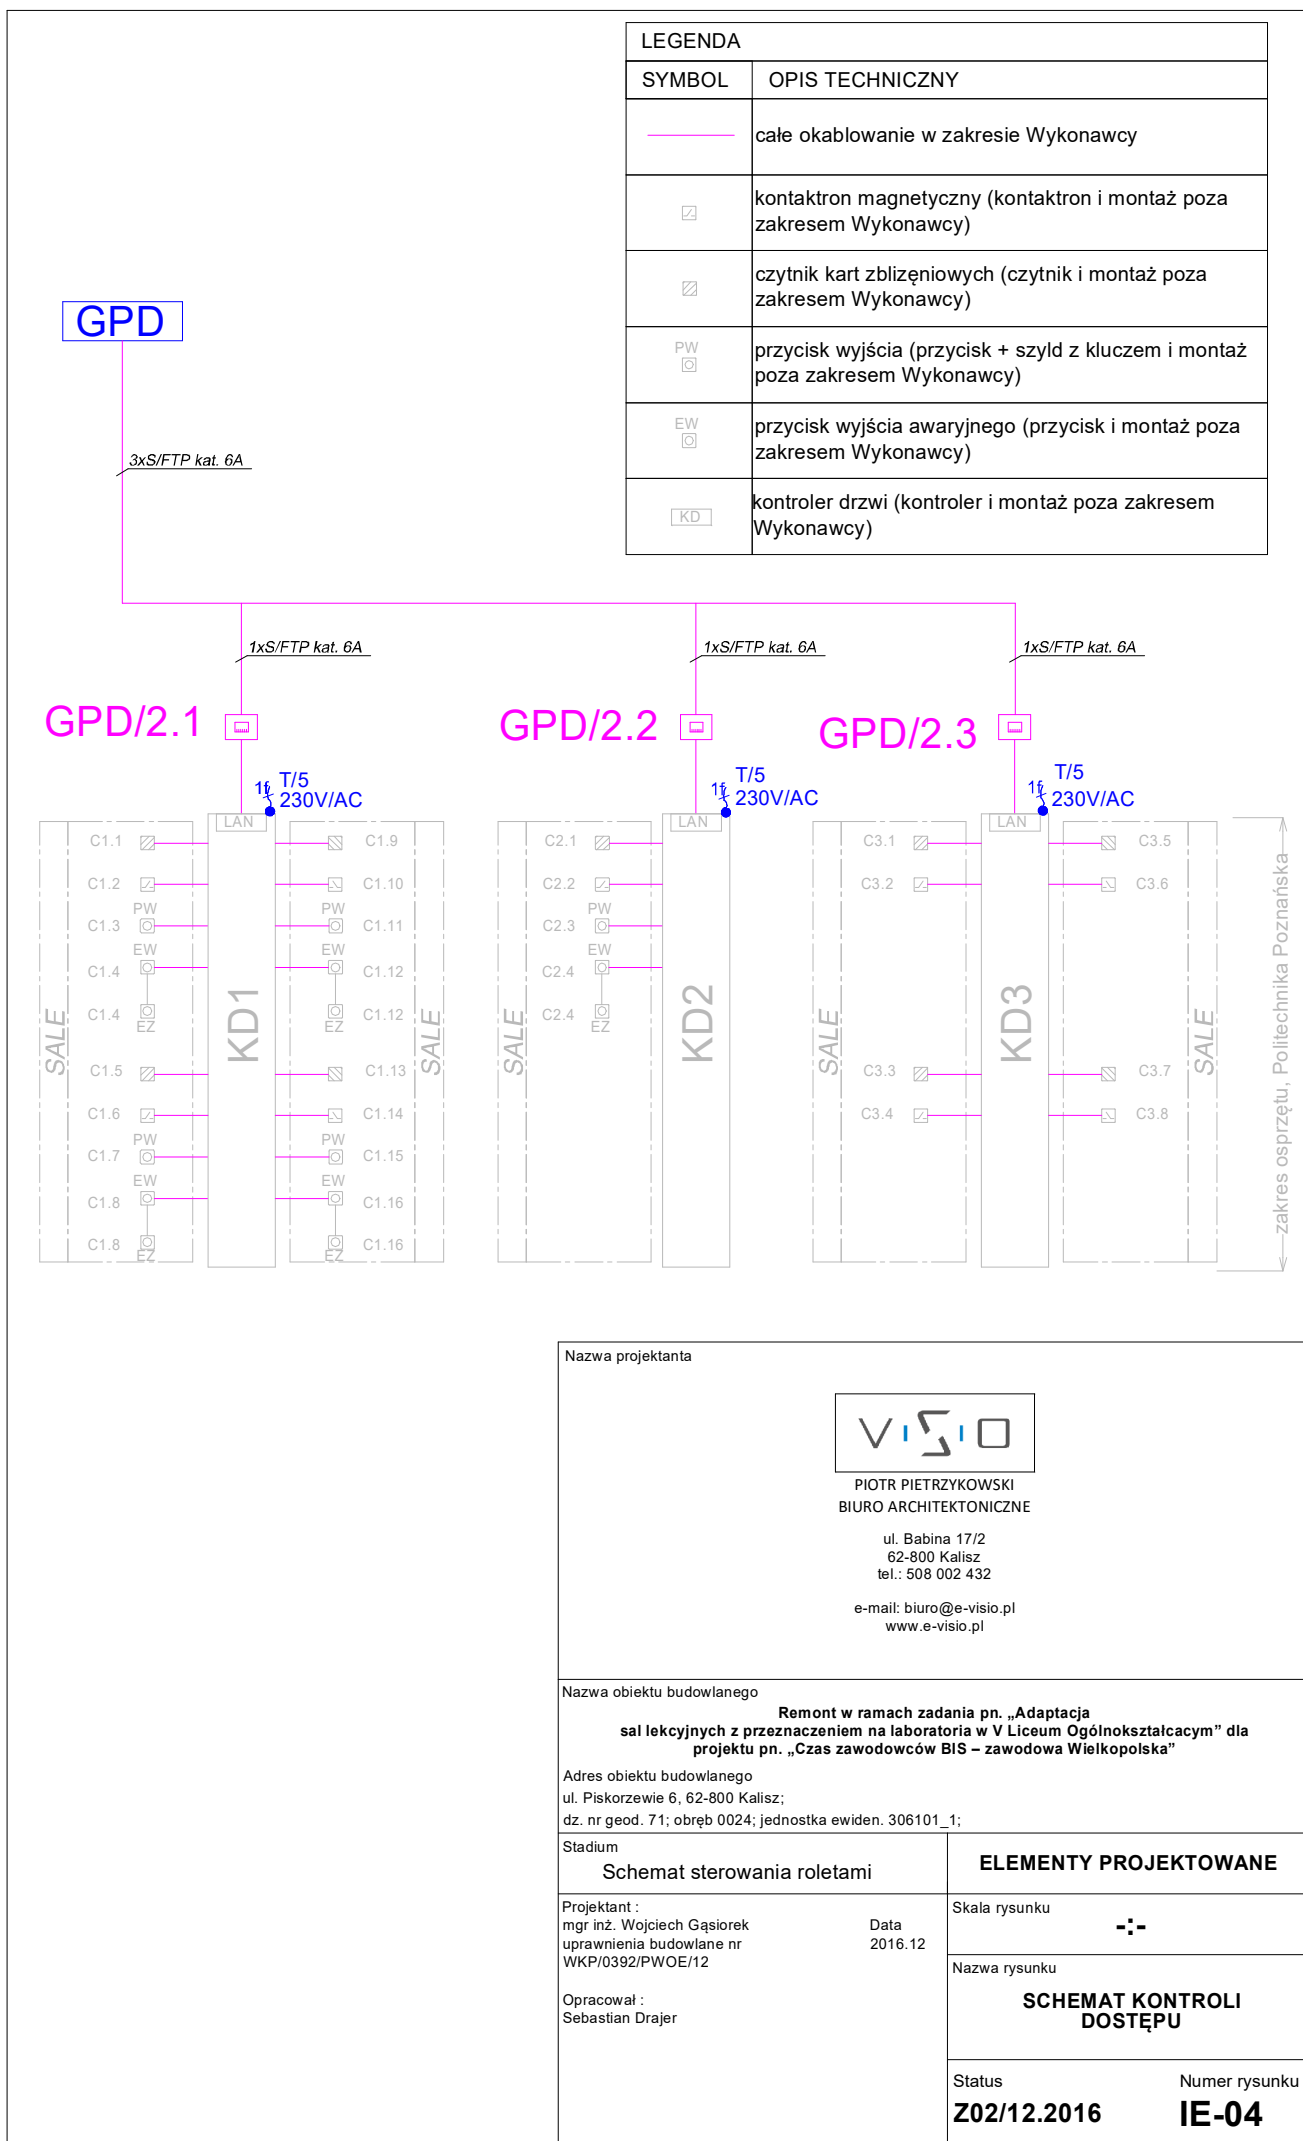 LEGENDA
SYMBOL OPIS TECHNICZNY
całe okablowanie w zakresie Wykonawcy
kontaktron magnetyczny (kontaktron i montaż poza
zakresem Wykonawcy)
czytnik kart zblizęniowych (czytnik i montaż poza
zakresem Wykonawcy)
PW
przycisk wyjścia (przycisk + szyld z kluczem i montaż
poza zakresem Wykonawcy)
EW
przycisk wyjścia awaryjnego (przycisk i montaż poza
zakresem Wykonawcy)
KD
kontroler drzwi (kontroler i montaż poza zakresem
Wykonawcy)
GPD
3xS/FTP kat. 6A
1xS/FTP kat. 6A
1xS/FTP kat. 6A
1xS/FTP kat. 6A
GPD/2.1
GPD/2.2
GPD/2.3
1f T/5
230V/AC
1f T/5
230V/AC
1f T/5
230V/AC
LAN
KD1
SALE
C1.1
C1.2
PW
C1.3
EW
C1.4
C1.4
EZ
C1.5
C1.6
PW
C1.7
EW
C1.8
C1.8
EZ
C1.9
C1.10
PW
C1.11
EW
C1.12
C1.12
EZ
C1.13
C1.14
PW
C1.15
EW
C1.16
C1.16
EZ
SALE
LAN
KD2
SALE
C2.1
C2.2
PW
C2.3
EW
C2.4
C2.4
EZ
LAN
KD3
SALE
C3.1
C3.2
C3.3
C3.4
C3.5
C3.6
C3.7
C3.8
SALE
zakres osprzętu, Politechnika Poznańska
Nazwa projektanta
VISIO
PIOTR PIETRZYKOWSKI
BIURO ARCHITEKTONICZNE
ul. Babina 17/2
62-800 Kalisz
tel.: 508 002 432
e-mail: biuro@e-visio.pl
www.e-visio.pl
Nazwa obiektu budowlanego
Remont w ramach zadania pn. „Adaptacja
sal lekcyjnych z przeznaczeniem na laboratoria w V Liceum Ogólnokształcacym” dla
projektu pn. „Czas zawodowców BIS – zawodowa Wielkopolska”
Adres obiektu budowlanego
ul. Piskorzewie 6, 62-800 Kalisz;
dz. nr geod. 71; obręb 0024; jednostka ewiden. 306101_1;
Stadium
Schemat sterowania roletami
ELEMENTY PROJEKTOWANE
Projektant :
mgr inż. Wojciech Gąsiorek
uprawnienia budowlane nr
WKP/0392/PWOE/12
Data
2016.12
Opracował :
Sebastian Drajer
Skala rysunku
-:-
Nazwa rysunku
SCHEMAT KONTROLI
DOSTĘPU
Status
Z02/12.2016
Numer rysunku
IE-04